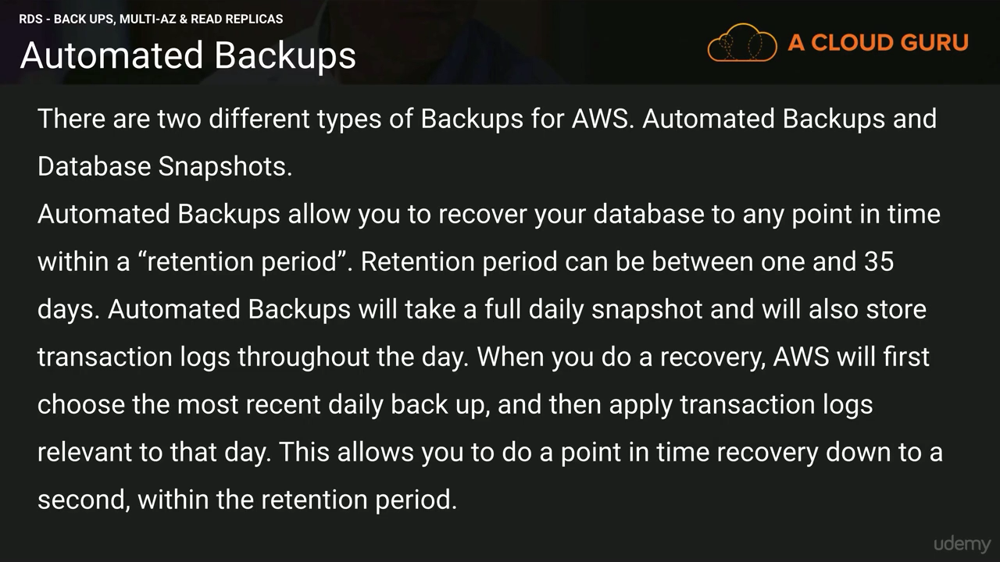 RDS - BACK UPS, MULTI-AZ & READ REPLICAS
Automated Backups
A CLOUD GURU
There are two different types of Backups for AWS. Automated Backups and
Database Snapshots.
Automated Backups allow you to recover your database to any point in time
within a “retention period”. Retention period can be between one and 35
days. Automated Backups will take a full daily snapshot and will also store
transaction logs throughout the day. When you do a recovery, AWS will first
choose the most recent daily back up, and then apply transaction logs
relevant to that day. This allows you to do a point in time recovery down to a
second, within the retention period.
udemy